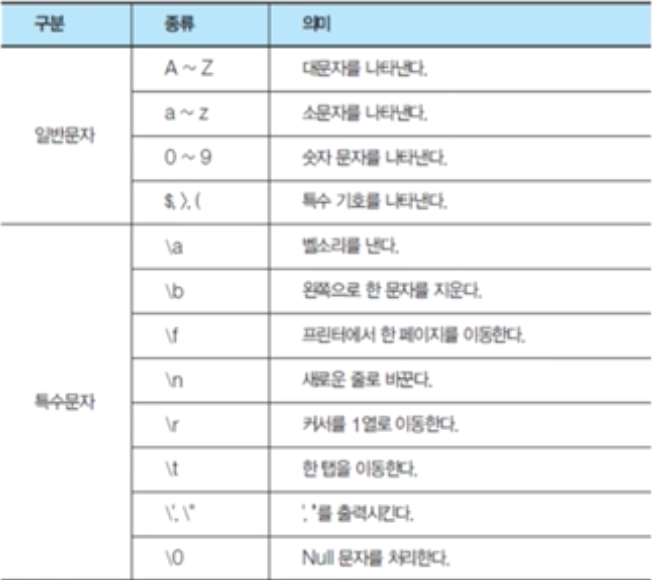 구분 종류 의미
A ~ Z 대문자를 나타낸다.
a ~ z 소문자를 나타낸다.
일반문자
0 ~ 9 숫자 문자를 나타낸다.
$, ), ( 특수 기호를 나타낸다.
\a 벨소리를 낸다.
\b 왼쪽으로 한 문자를 지운다.
\f 프린터에서 한 페이지를 이동한다.
\n 새로운 줄로 바꾼다.
특수문자
\r 커서를 1열로 이동한다.
\t 한 탭을 이동한다.
\', \" ', "를 출력시킨다.
\0 Null 문자를 처리한다.